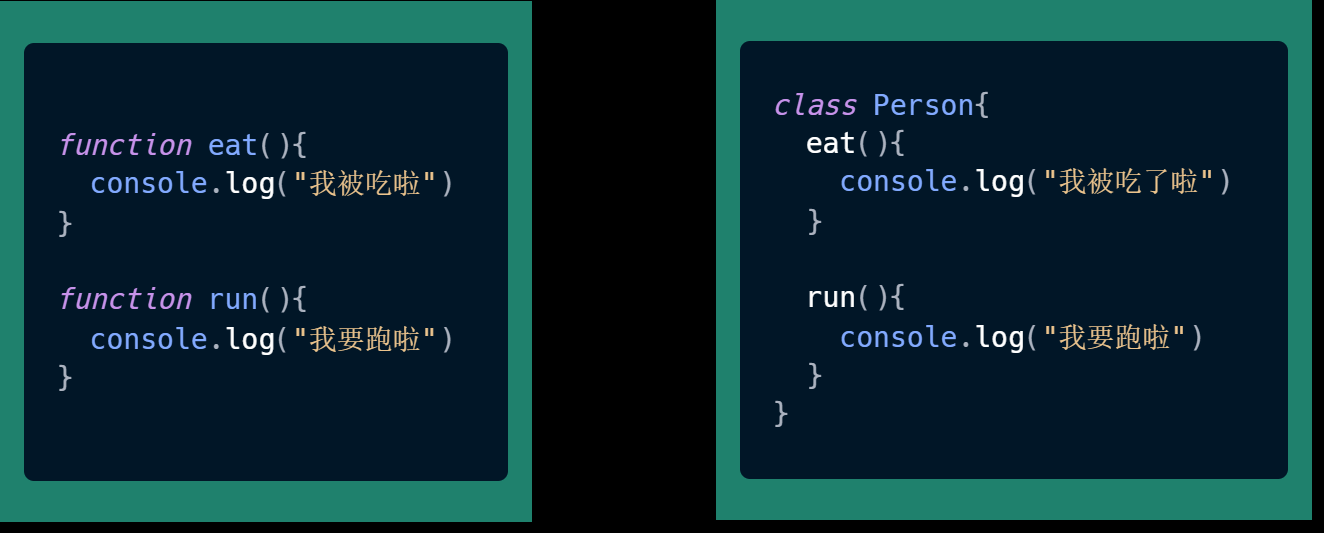 function eat(){
  console.log("我被吃啦")
}
function run(){
  console.log("我要跑啦")
}
class Person{
  eat(){
    console.log("我被吃了啦")
  }
  run(){
    console.log("我要跑啦")
  }
}